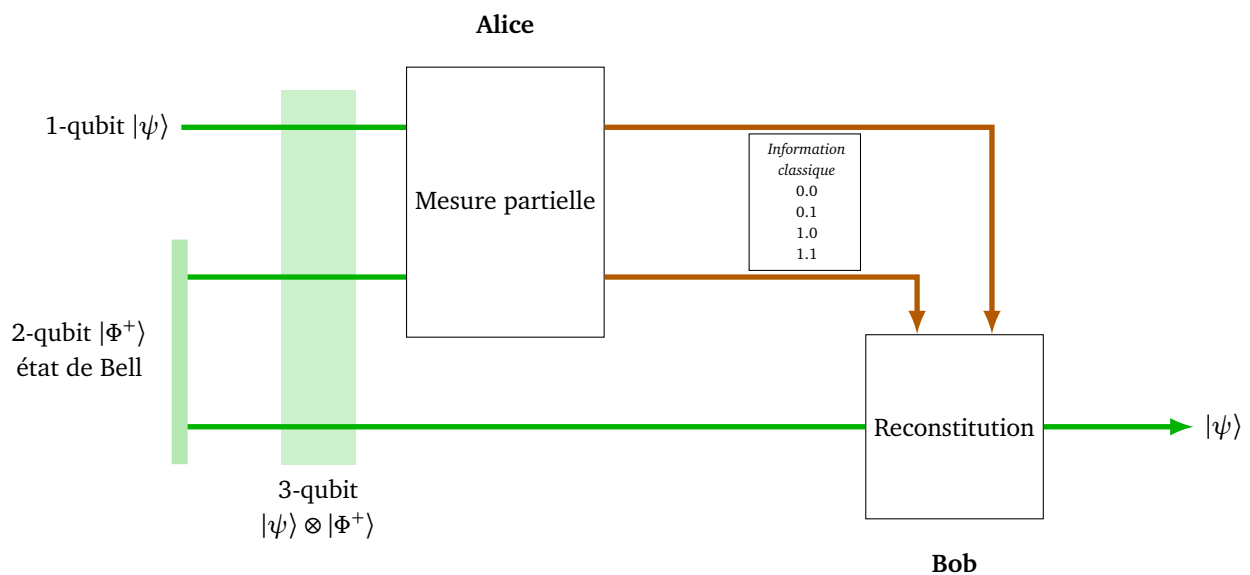 Alice
1-qubit |ψ⟩
Mesure partielle
Information
classique
0.0
0.1
1.0
1.1
2-qubit |Φ⁺⟩
état de Bell
Reconstitution
|ψ⟩
3-qubit
|ψ⟩ ⊗ |Φ⁺⟩
Bob